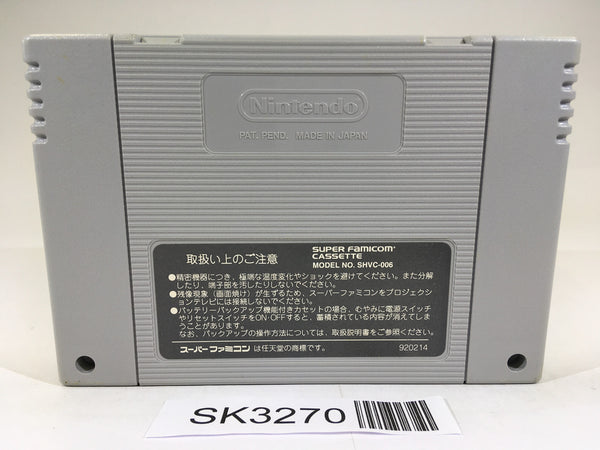 Nintendo
PAT. PEND. MADE IN JAPAN
取扱い上のご注意
SUPER FAMICOM
CASSETTE
MODEL NO. SHVC-006
●精密機器につき、極端な温度変化やショックを避けてください。また分解
したり、端子部を汚したりしないでください。
●残像現象（画面焼け）が生ずるため、スーパーファミコンをプロジェクシ
ョンテレビには接続しないでください。
●バッテリーバックアップ機能付きカセットの場合、むやみに電源スイッチ
やリセットスイッチをON・OFFすると、蓄積されている内容が消えてしま
うことがあります。
なお、バックアップの操作方法については、取扱説明書をご参照ください。
スーパーファミコン は任天堂の商標です。
920214
SK3270